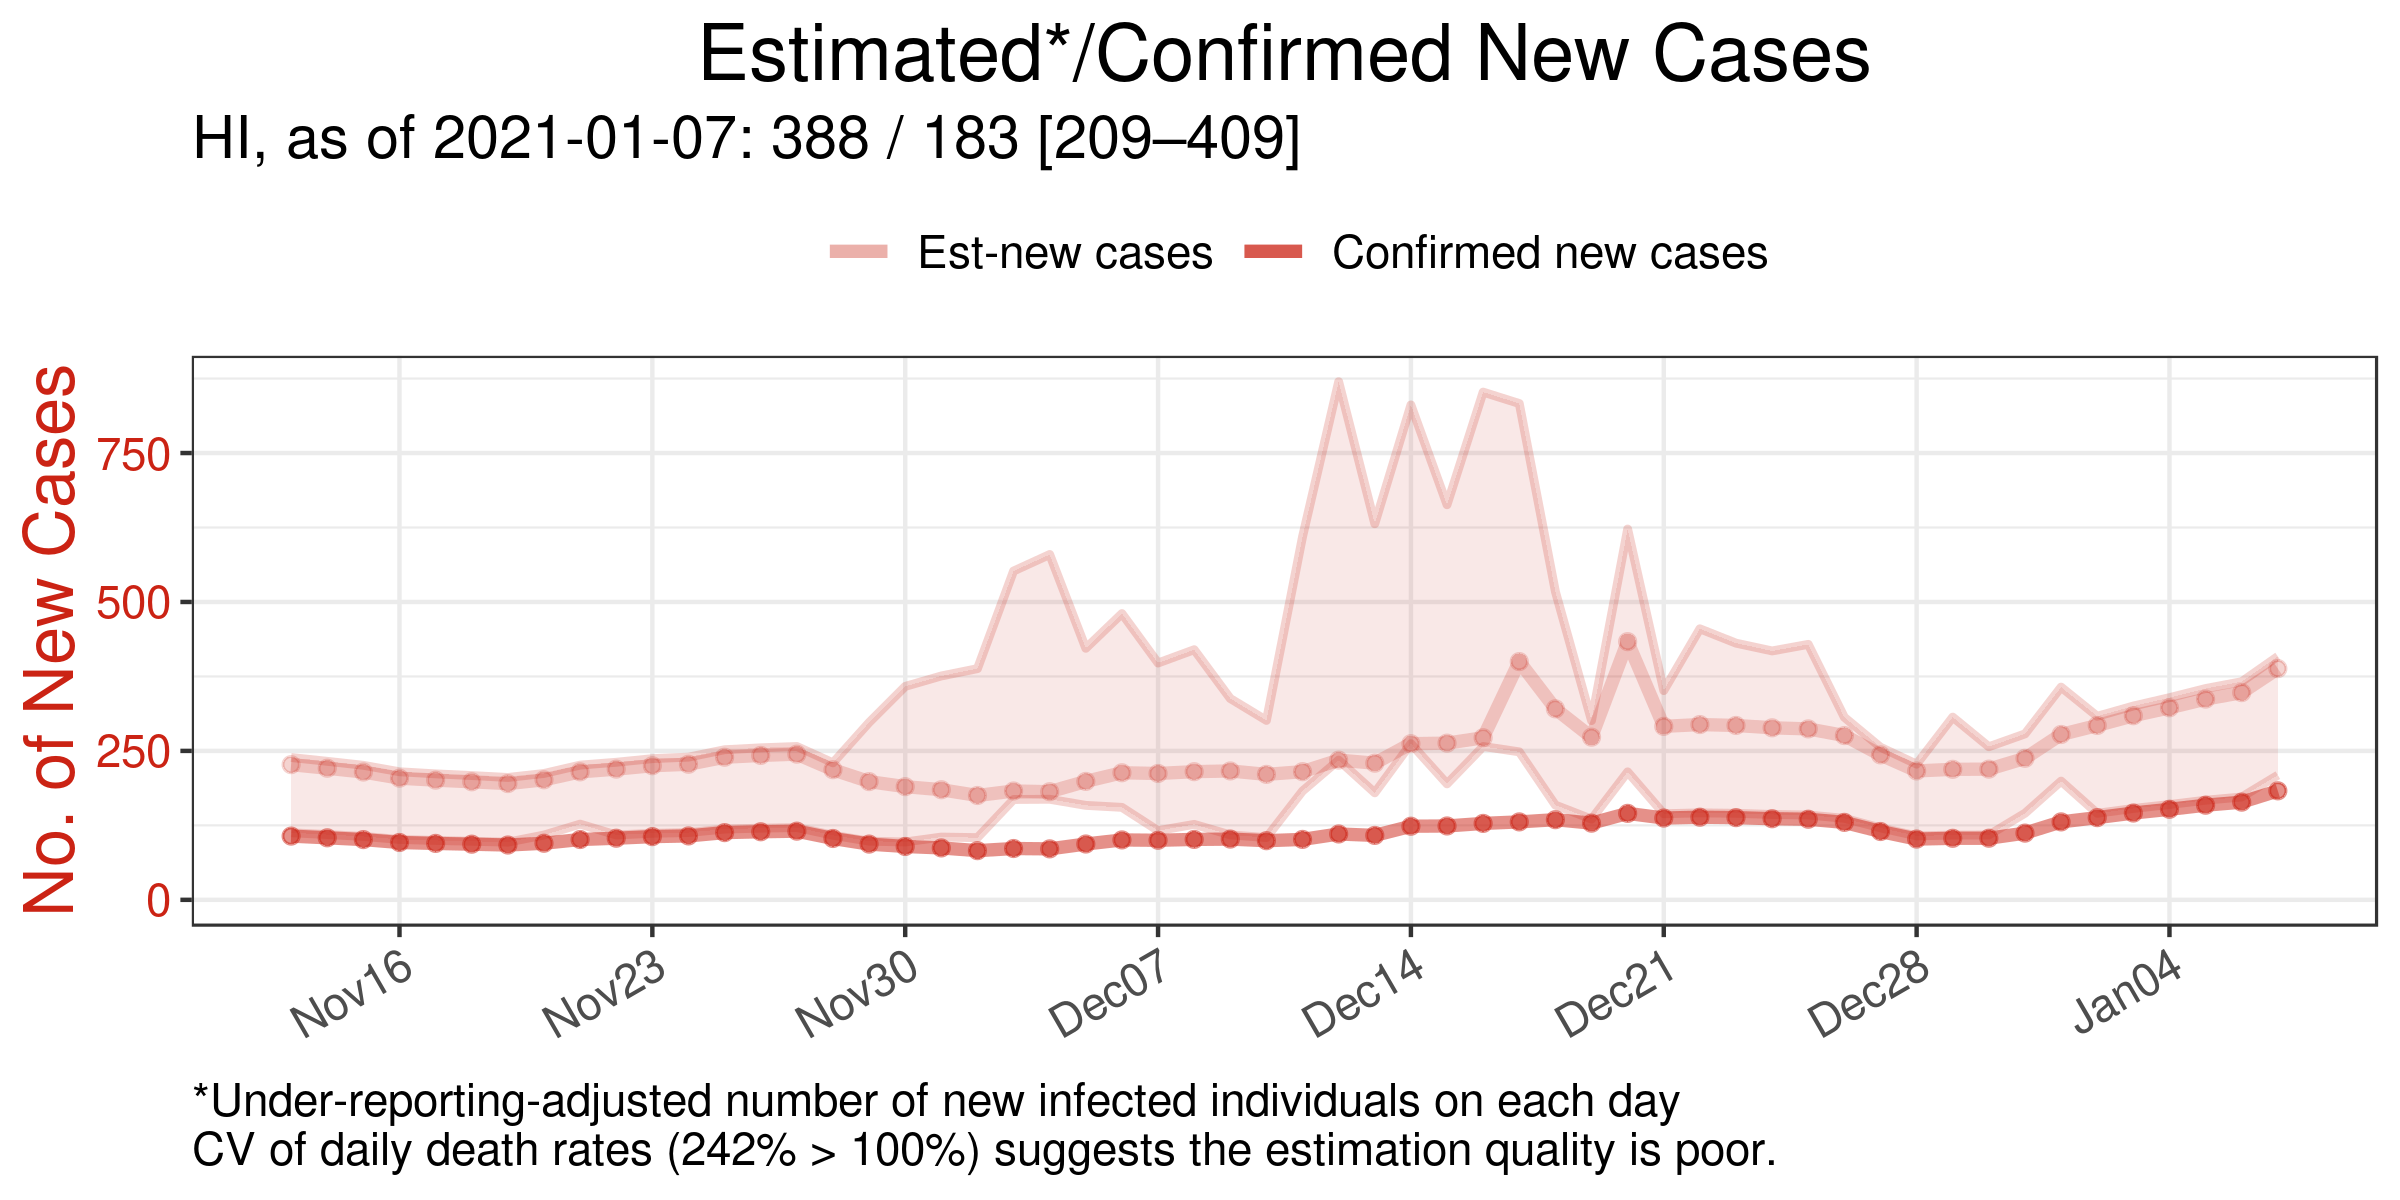 Estimated*/Confirmed New Cases
HI, as of 2021-01-07: 388 / 183 [209–409]
Est-new cases
Confirmed new cases
No. of New Cases
750
500
250
0
Nov16
Nov23
Nov30
Dec07
Dec14
Dec21
Dec28
Jan04
*Under-reporting-adjusted number of new infected individuals on each day
CV of daily death rates (242% > 100%) suggests the estimation quality is poor.